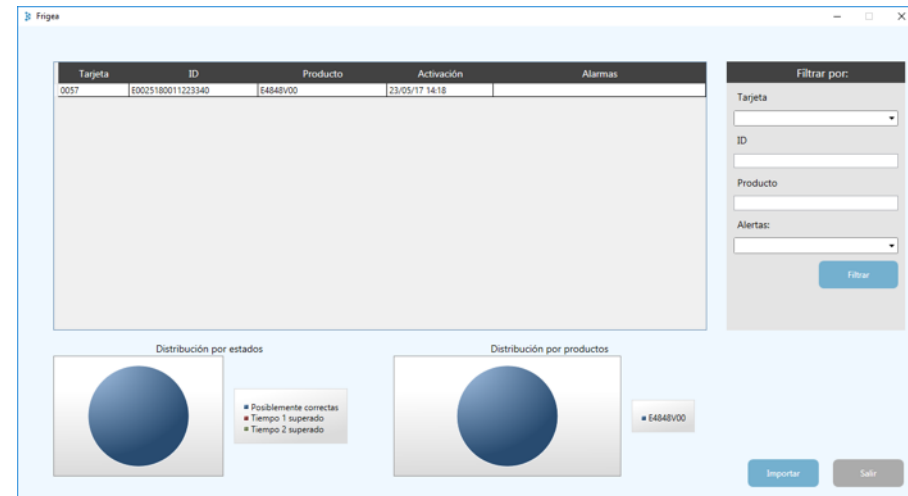 Frigea
Tarjeta ID Producto Activación Alarmas
0057 E0025180011223340 E4848V00 23/05/17 14:18
Filtrar por:
Tarjeta
ID
Producto
Alertas:
Filtrar
Distribución por estados
Posiblemente correctas
Tiempo 1 superado
Tiempo 2 superado
Distribución por productos
E4848V00
Importar
Salir